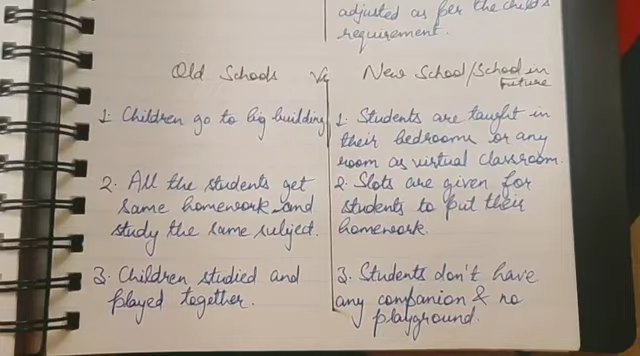 adjusted as per the child's
requirement.
Old Schools Vs New School/School in
Future
1. Children go to big building
2. All the students get
same homework and
study the same subject.
3. Children studied and
played together.
1. Students are taught in
their bedrooms or any
room as virtual classroom.
2. Slots are given for
students to put their
homework.
3. Students don't have
any companion & no
playground.